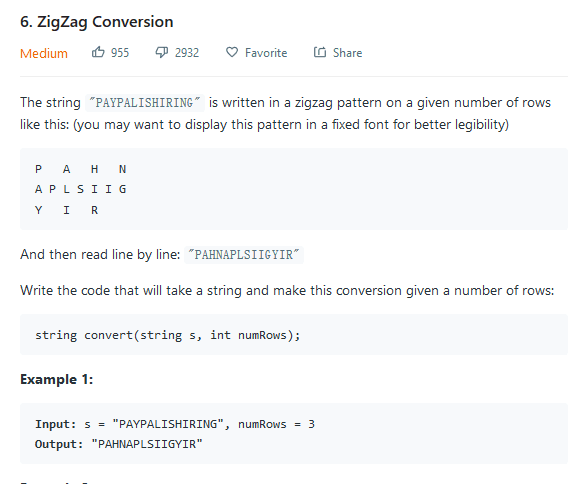 6. ZigZag Conversion
Medium 955 2932 Favorite Share
The string "PAYPALISHIRING" is written in a zigzag pattern on a given number of rows
like this: (you may want to display this pattern in a fixed font for better legibility)
P   A   H   N
A P L S I I G
Y   I   R
And then read line by line: "PAHNAPLSIIGYIR"
Write the code that will take a string and make this conversion given a number of rows:
string convert(string s, int numRows);
Example 1:
Input: s = "PAYPALISHIRING", numRows = 3
Output: "PAHNAPLSIIGYIR"